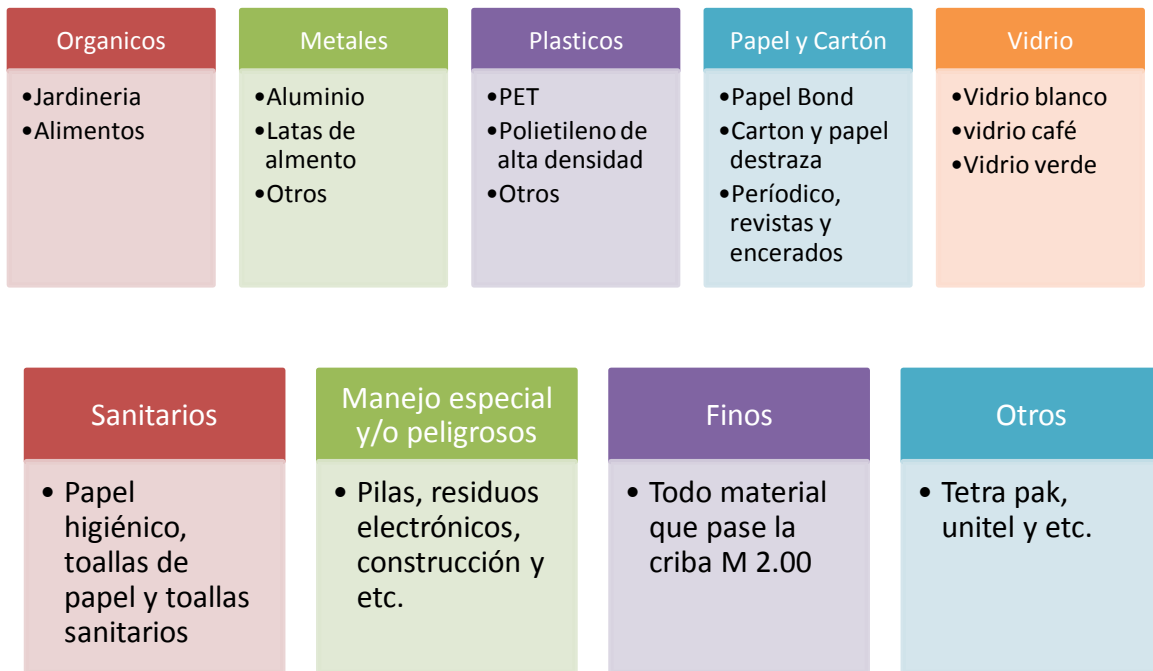 Organicos
•Jardineria
•Alimentos
Metales
•Aluminio
•Latas de
almento
•Otros
Plasticos
•PET
•Polietileno de
alta densidad
•Otros
Papel y Cartón
•Papel Bond
•Carton y papel
destraza
•Períodico,
revistas y
encerados
Vidrio
•Vidrio blanco
•vidrio café
•Vidrio verde
Sanitarios
• Papel
higiénico,
toallas de
papel y toallas
sanitarios
Manejo especial
y/o peligrosos
• Pilas, residuos
electrónicos,
construcción y
etc.
Finos
• Todo material
que pase la
criba M 2.00
Otros
• Tetra pak,
unitel y etc.